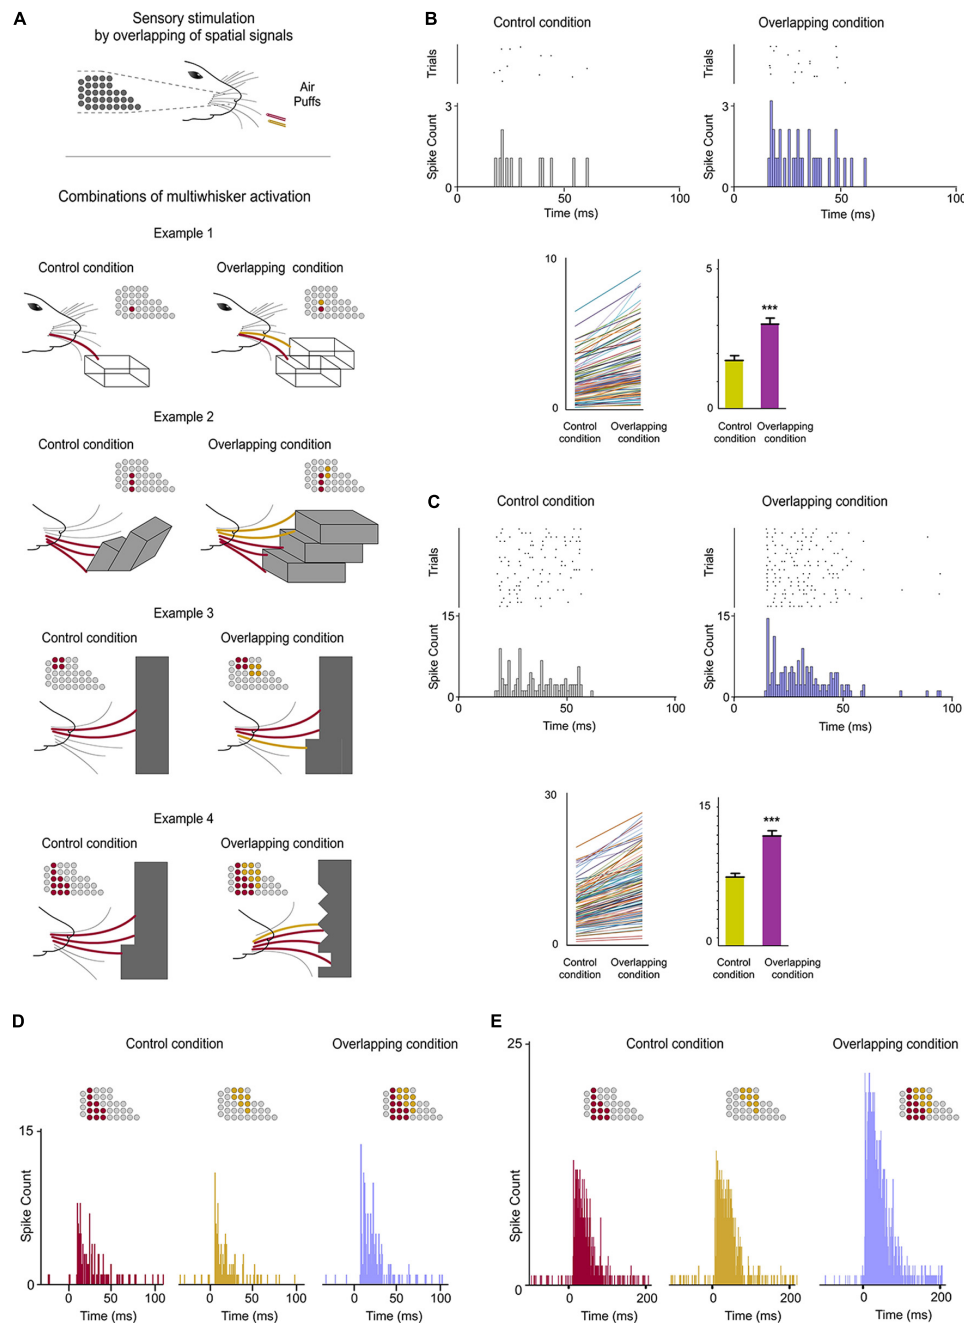 A
Sensory stimulation
by overlapping of spatial signals
Air
Puffs
Combinations of multiwhisker activation
Example 1
Control condition
Overlapping condition
Example 2
Control condition
Overlapping condition
Example 3
Control condition
Overlapping condition
Example 4
Control condition
Overlapping condition
B
Control condition
Overlapping condition
Trials
Trials
3
Spike Count
0
50
100
Time (ms)
3
Spike Count
0
50
100
Time (ms)
10
0
Control
condition
Overlapping
condition
5
***
0
Control
condition
Overlapping
condition
C
Control condition
Overlapping condition
Trials
Trials
15
Spike Count
0
0
50
100
Time (ms)
15
Spike Count
0
0
50
100
Time (ms)
30
0
Control
condition
Overlapping
condition
15
***
0
Control
condition
Overlapping
condition
D
Control condition
Overlapping condition
15
Spike Count
0
0 50 100
Time (ms)
0 50 100
Time (ms)
0 50 100
Time (ms)
E
25
Control condition
Overlapping condition
Spike Count
0
0 200
Time (ms)
0 200
Time (ms)
0 200
Time (ms)